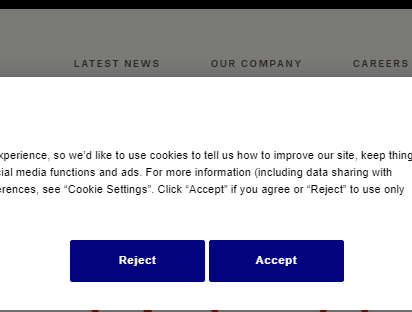 LATEST NEWS OUR COMPANY CAREERS
xperience, so we'd like to use cookies to tell us how to improve our site, keep thing
cial media functions and ads. For more information (including data sharing with
erences, see “Cookie Settings”. Click “Accept” if you agree or “Reject” to use only
Reject Accept